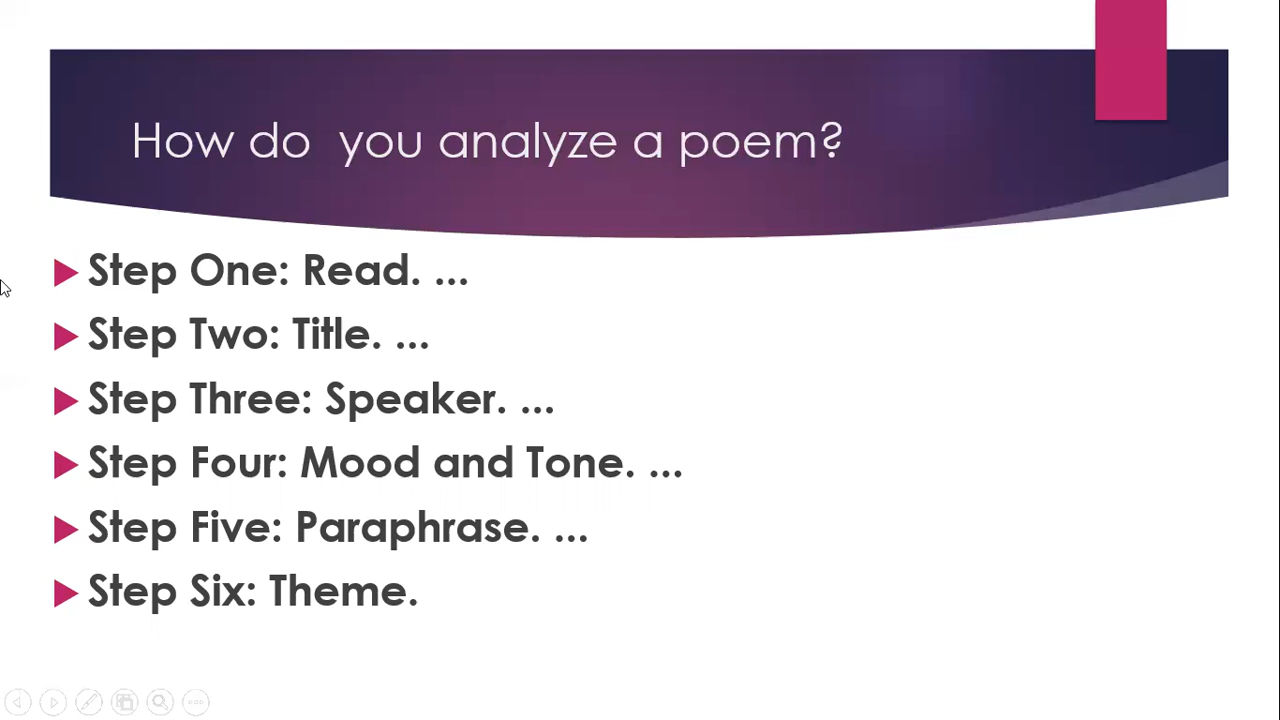 How do  you analyze a poem?
Step One: Read. ...
Step Two: Title. ...
Step Three: Speaker. ...
Step Four: Mood and Tone. ...
Step Five: Paraphrase. ...
Step Six: Theme.